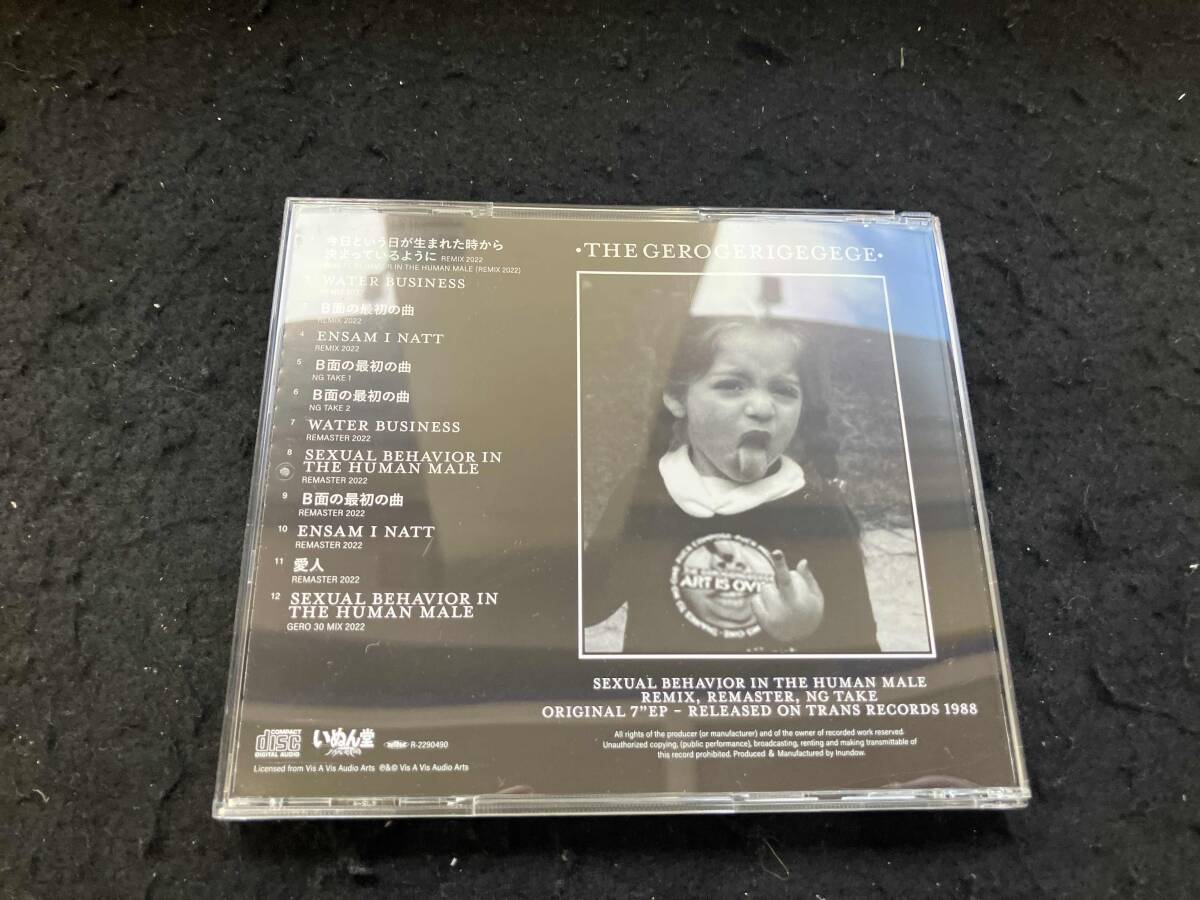 今日という日が生まれた時から
決まっているように REMIX 2022
IN THE HUMAN MALE (REMIX 2022)
WATER BUSINESS
B面の最初の曲
REMIX 2022
4 ENSAM I NATT
REMIX 2022
5 B面の最初の曲
NG TAKE 1
6 B面の最初の曲
NG TAKE 2
7 WATER BUSINESS
REMASTER 2022
8 SEXUAL BEHAVIOR IN
THE HUMAN MALE
REMASTER 2022
9 B面の最初の曲
REMASTER 2022
10 ENSAM I NATT
REMASTER 2022
11 愛人
REMASTER 2022
12 SEXUAL BEHAVIOR IN
THE HUMAN MALE
GERO 30 MIX 2022
•THE GEROGERIGEGEGE•
ART IS OV
SEXUAL BEHAVIOR IN THE HUMAN MALE
REMIX, REMASTER, NG TAKE
ORIGINAL 7"EP – RELEASED ON TRANS RECORDS 1988
All rights of the producer (or manufacturer) and of the owner of recorded work reserved.
Unauthorized copying, (public performance), broadcasting, renting and making transmittable of
this record prohibited. Produced & Manufactured by Inundow.
COMPACT
disc
DIGITAL AUDIO
いぬん堂
R-2290490
Licensed from Vis A Vis Audio Arts ℗&© Vis A Vis Audio Arts